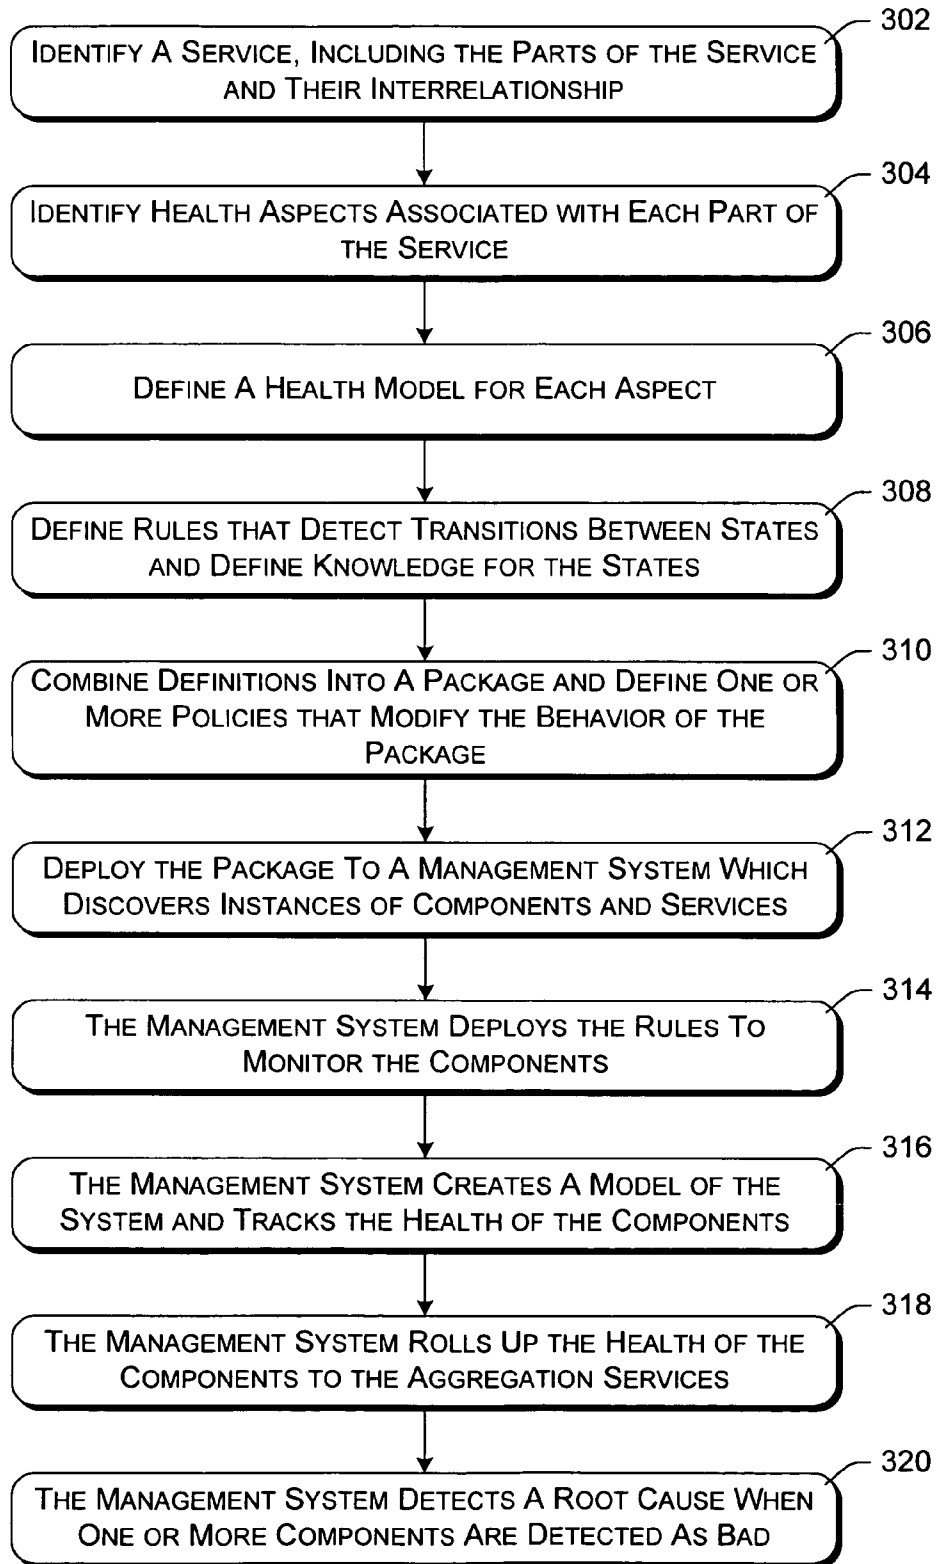 302
IDENTIFY A SERVICE, INCLUDING THE PARTS OF THE SERVICE
AND THEIR INTERRELATIONSHIP
304
IDENTIFY HEALTH ASPECTS ASSOCIATED WITH EACH PART OF
THE SERVICE
306
DEFINE A HEALTH MODEL FOR EACH ASPECT
308
DEFINE RULES THAT DETECT TRANSITIONS BETWEEN STATES
AND DEFINE KNOWLEDGE FOR THE STATES
310
COMBINE DEFINITIONS INTO A PACKAGE AND DEFINE ONE OR
MORE POLICIES THAT MODIFY THE BEHAVIOR OF THE
PACKAGE
312
DEPLOY THE PACKAGE TO A MANAGEMENT SYSTEM WHICH
DISCOVERS INSTANCES OF COMPONENTS AND SERVICES
314
THE MANAGEMENT SYSTEM DEPLOYS THE RULES TO
MONITOR THE COMPONENTS
316
THE MANAGEMENT SYSTEM CREATES A MODEL OF THE
SYSTEM AND TRACKS THE HEALTH OF THE COMPONENTS
318
THE MANAGEMENT SYSTEM ROLLS UP THE HEALTH OF THE
COMPONENTS TO THE AGGREGATION SERVICES
320
THE MANAGEMENT SYSTEM DETECTS A ROOT CAUSE WHEN
ONE OR MORE COMPONENTS ARE DETECTED AS BAD